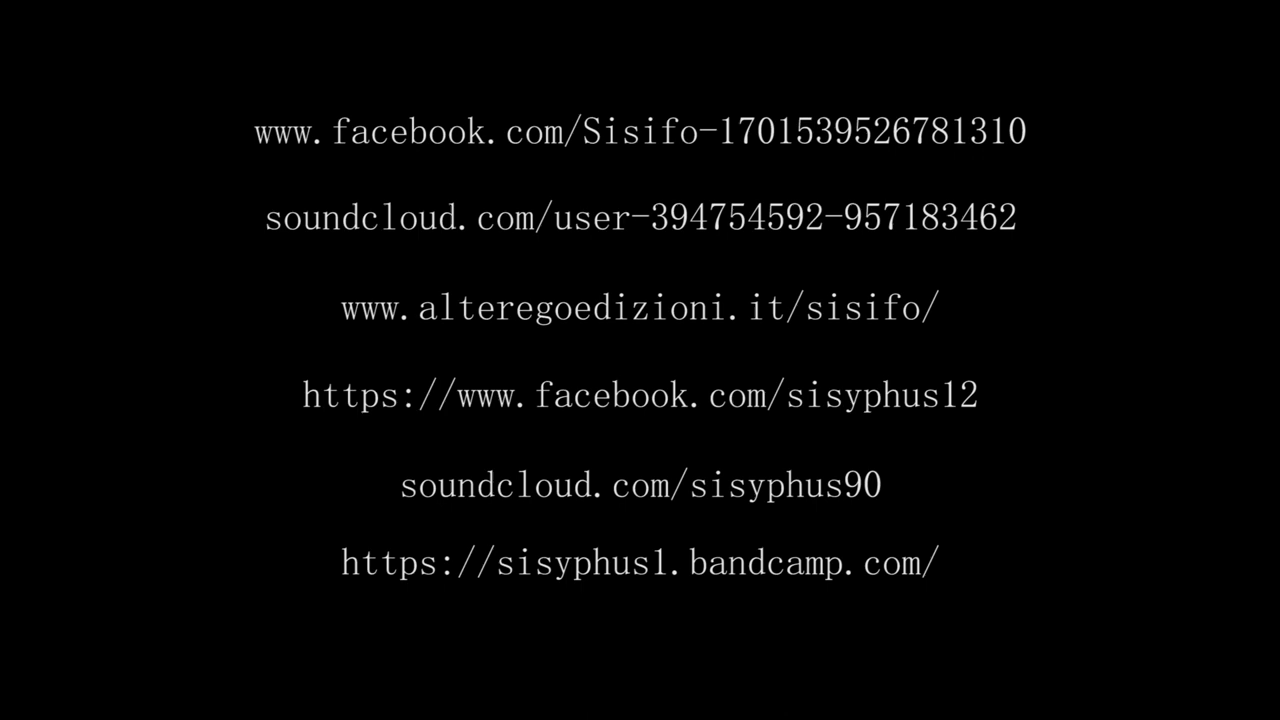 www.facebook.com/Sisifo-1701539526781310
soundcloud.com/user-394754592-957183462
www.alteregoedizioni.it/sisifo/
https://www.facebook.com/sisyphus12
soundcloud.com/sisyphus90
https://sisyphus1.bandcamp.com/